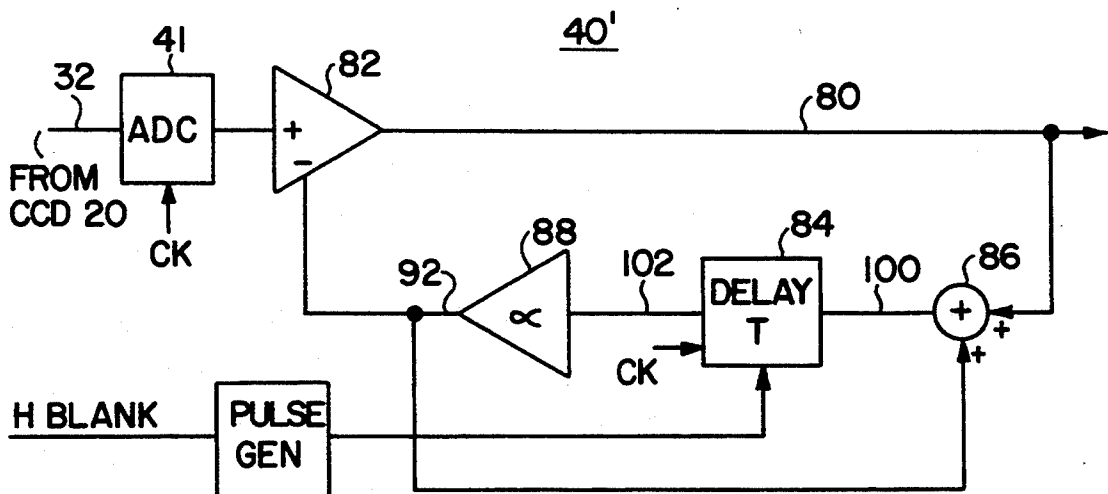 40'
41
32
82
80
ADC
+
−
FROM
CCD 20
CK
88
84
92
102
100
86
DELAY
T
∝
+
+
+
CK
H BLANK
PULSE
GEN